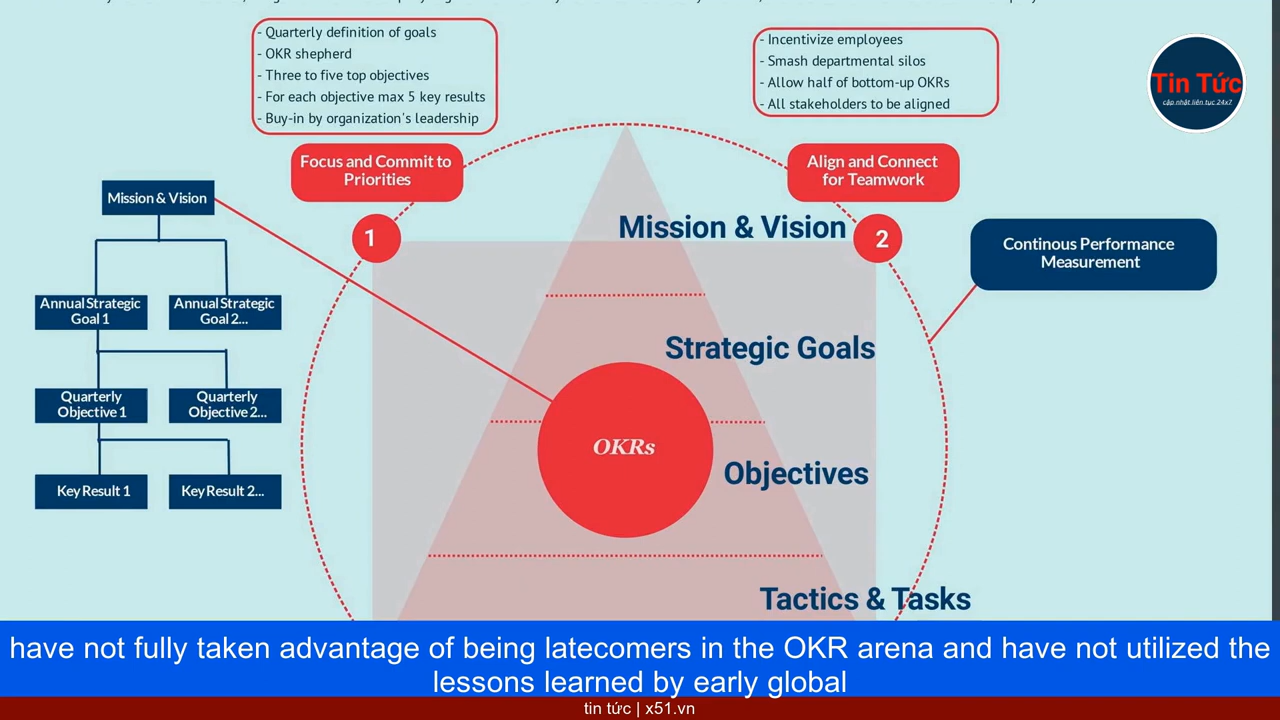 - Quarterly definition of goals
- OKR shepherd
- Three to five top objectives
- For each objective max 5 key results
- Buy-in by organization's leadership
- Incentivize employees
- Smash departmental silos
- Allow half of bottom-up OKRs
- All stakeholders to be aligned
Tin Tức
cập nhật liên tục 24x7
Focus and Commit to
Priorities
Align and Connect
for Teamwork
Mission & Vision
1
Mission & Vision
2
Continous Performance
Measurement
Annual Strategic
Goal 1
Annual Strategic
Goal 2...
Strategic Goals
Quarterly
Objective 1
Quarterly
Objective 2...
OKRs
Objectives
Key Result 1
Key Result 2...
Tactics & Tasks
have not fully taken advantage of being latecomers in the OKR arena and have not utilized the
lessons learned by early global
tin tức | x51.vn